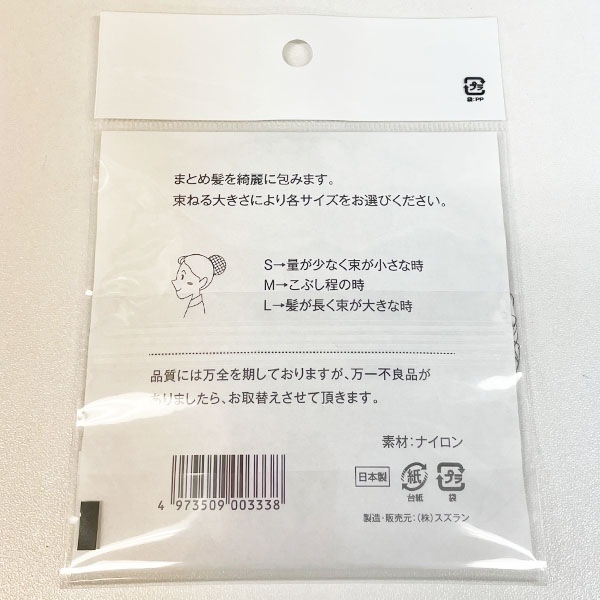 プラ
袋:PP
まとめ髪を綺麗に包みます。
束ねる大きさにより各サイズをお選びください。
S→量が少なく束が小さな時
M→こぶし程の時
L→髪が長く束が大きな時
品質には万全を期しておりますが、万一不良品が
ありましたら、お取替えさせて頂きます。
素材:ナイロン
日本製 紙 プラ
台紙 袋
4 973509 003338
製造・販売元:(株)スズラン